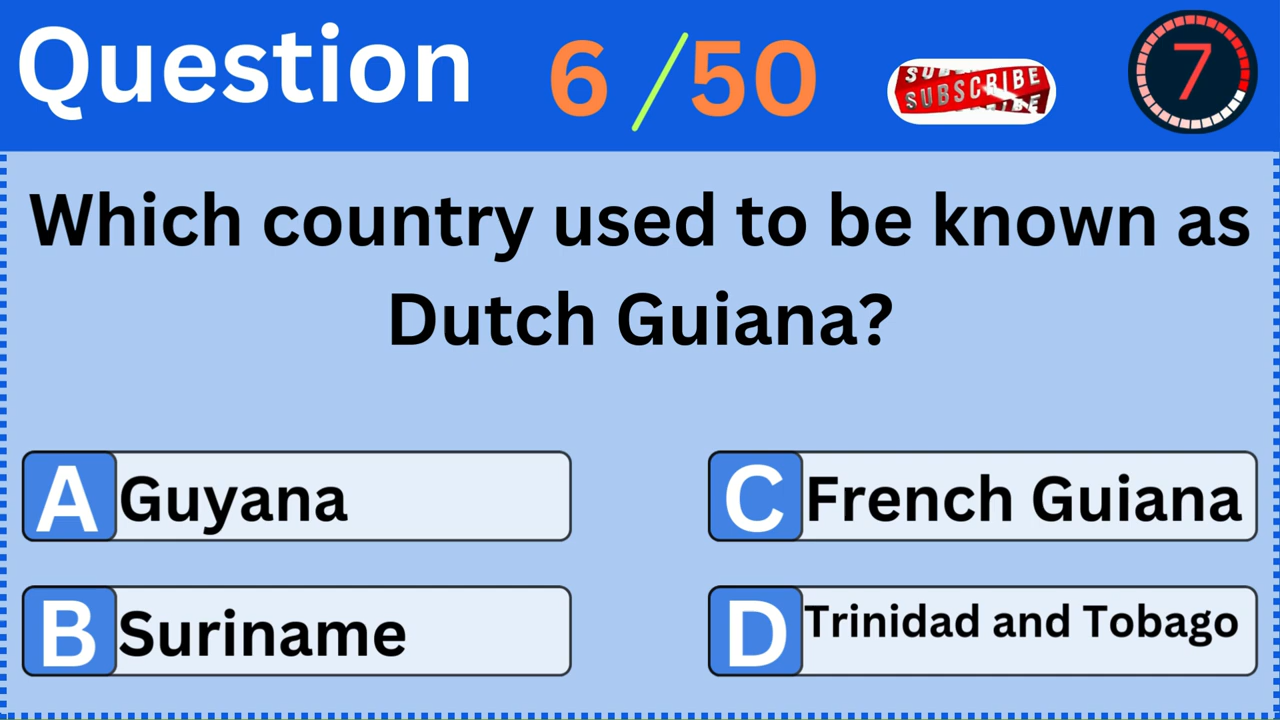 Question 6 /50 7
SUBSCRIBE
Which country used to be known as
Dutch Guiana?
A Guyana
C French Guiana
B Suriname
D Trinidad and Tobago